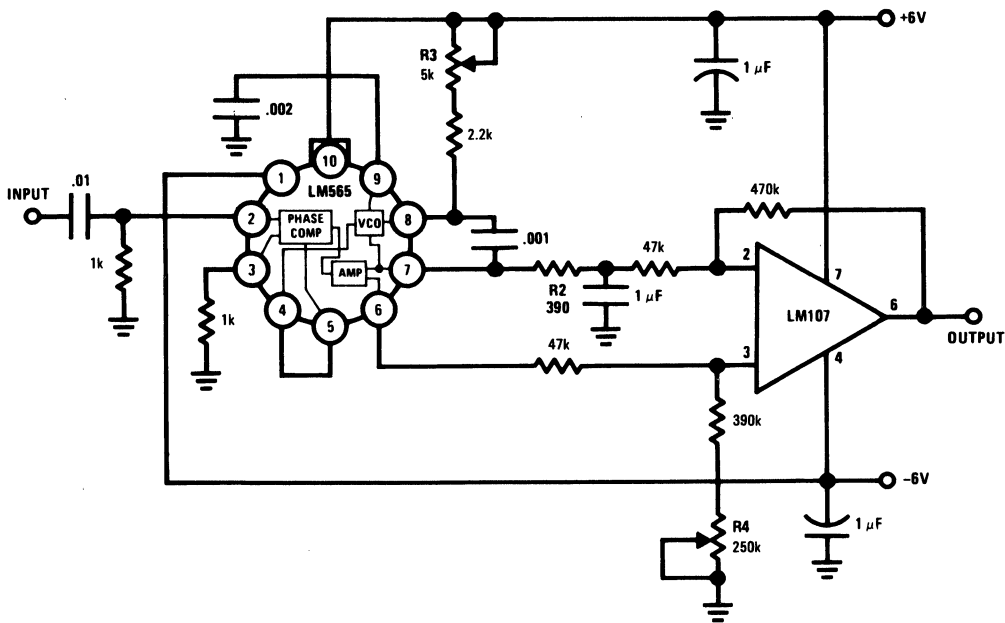 +6V
R3
5k
1 μF
.002
2.2k
10
1
9
LM565
INPUT
.01
470k
2
PHASE
COMP
VCO
8
.001
47k
2
1k
3
AMP
7
7
R2
390
1 μF
LM107
6
OUTPUT
4
5
6
1k
47k
3
4
390k
−6V
R4
250k
1 μF